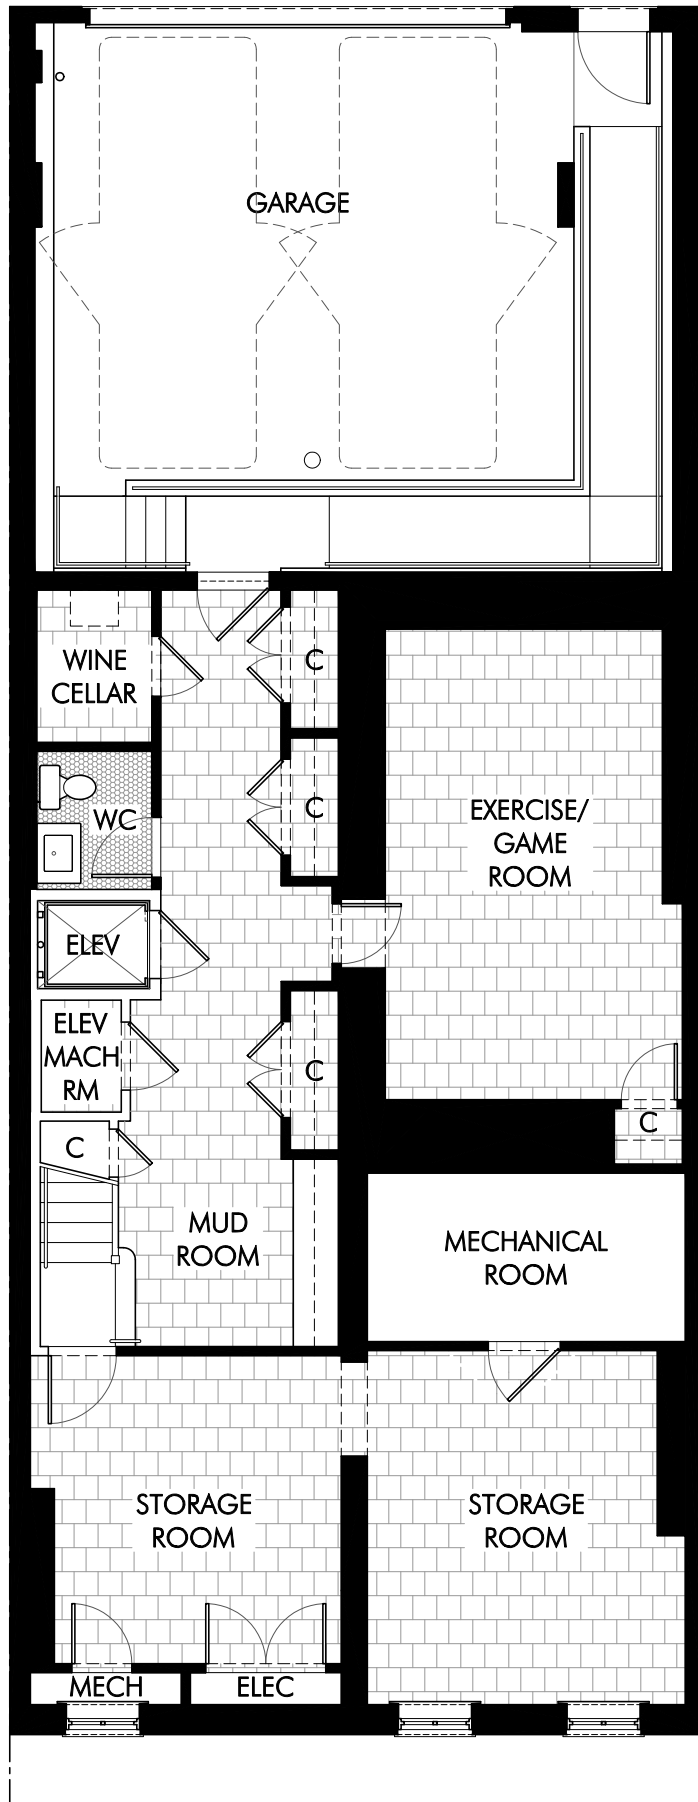 GARAGE
WINE
CELLAR
C
WC
C
EXERCISE/
GAME
ROOM
ELEV
ELEV
MACH
RM
C
C
C
MUD
ROOM
MECHANICAL
ROOM
STORAGE
ROOM
STORAGE
ROOM
MECH
ELEC